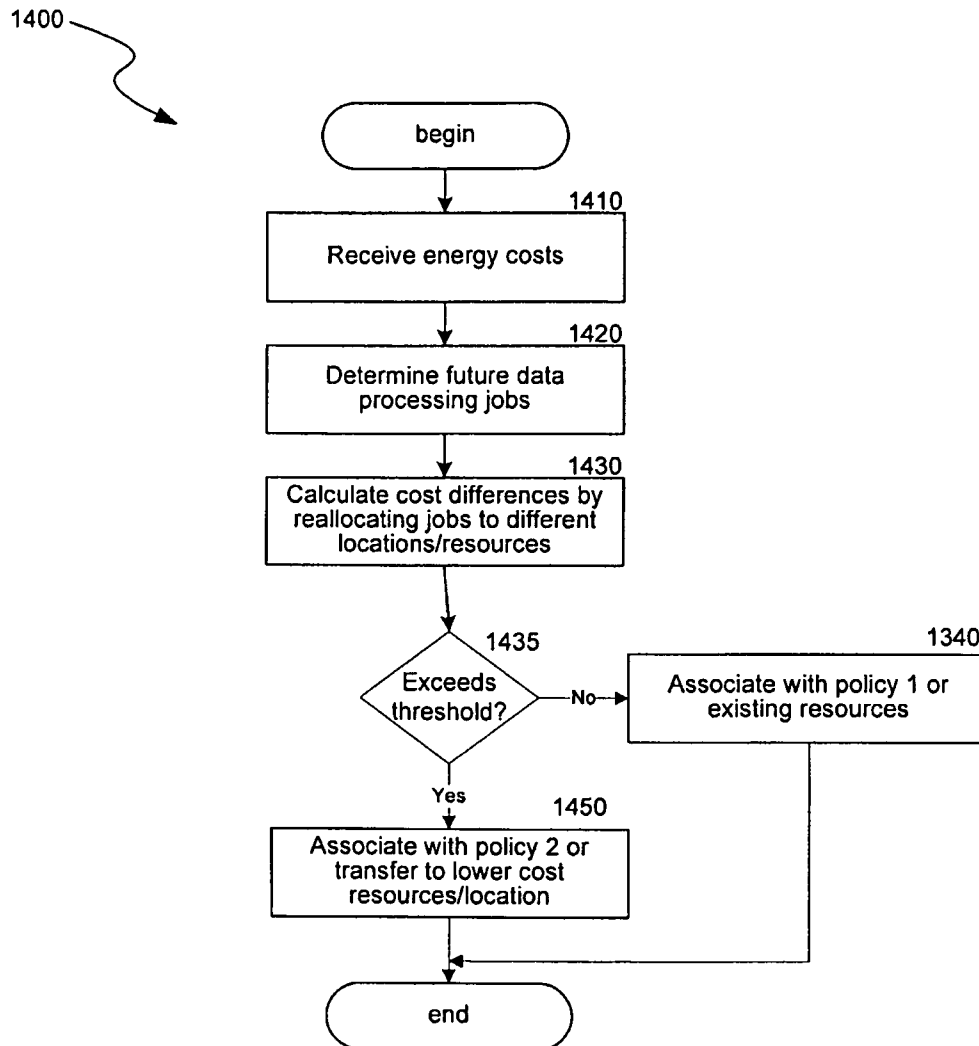 1400
begin
1410
Receive energy costs
1420
Determine future data
processing jobs
1430
Calculate cost differences by
reallocating jobs to different
locations/resources
1435
Exceeds
threshold?
No
1340
Associate with policy 1 or
existing resources
Yes
1450
Associate with policy 2 or
transfer to lower cost
resources/location
end